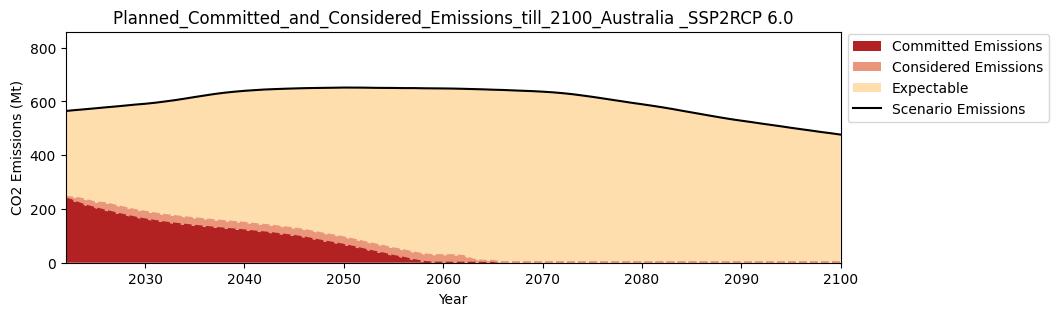 Planned_Committed_and_Considered_Emissions_till_2100_Australia _SSP2RCP 6.0
CO2 Emissions (Mt)
800
600
400
200
0
2030 2040 2050 2060 2070 2080 2090 2100
Year
Committed Emissions
Considered Emissions
Expectable
Scenario Emissions